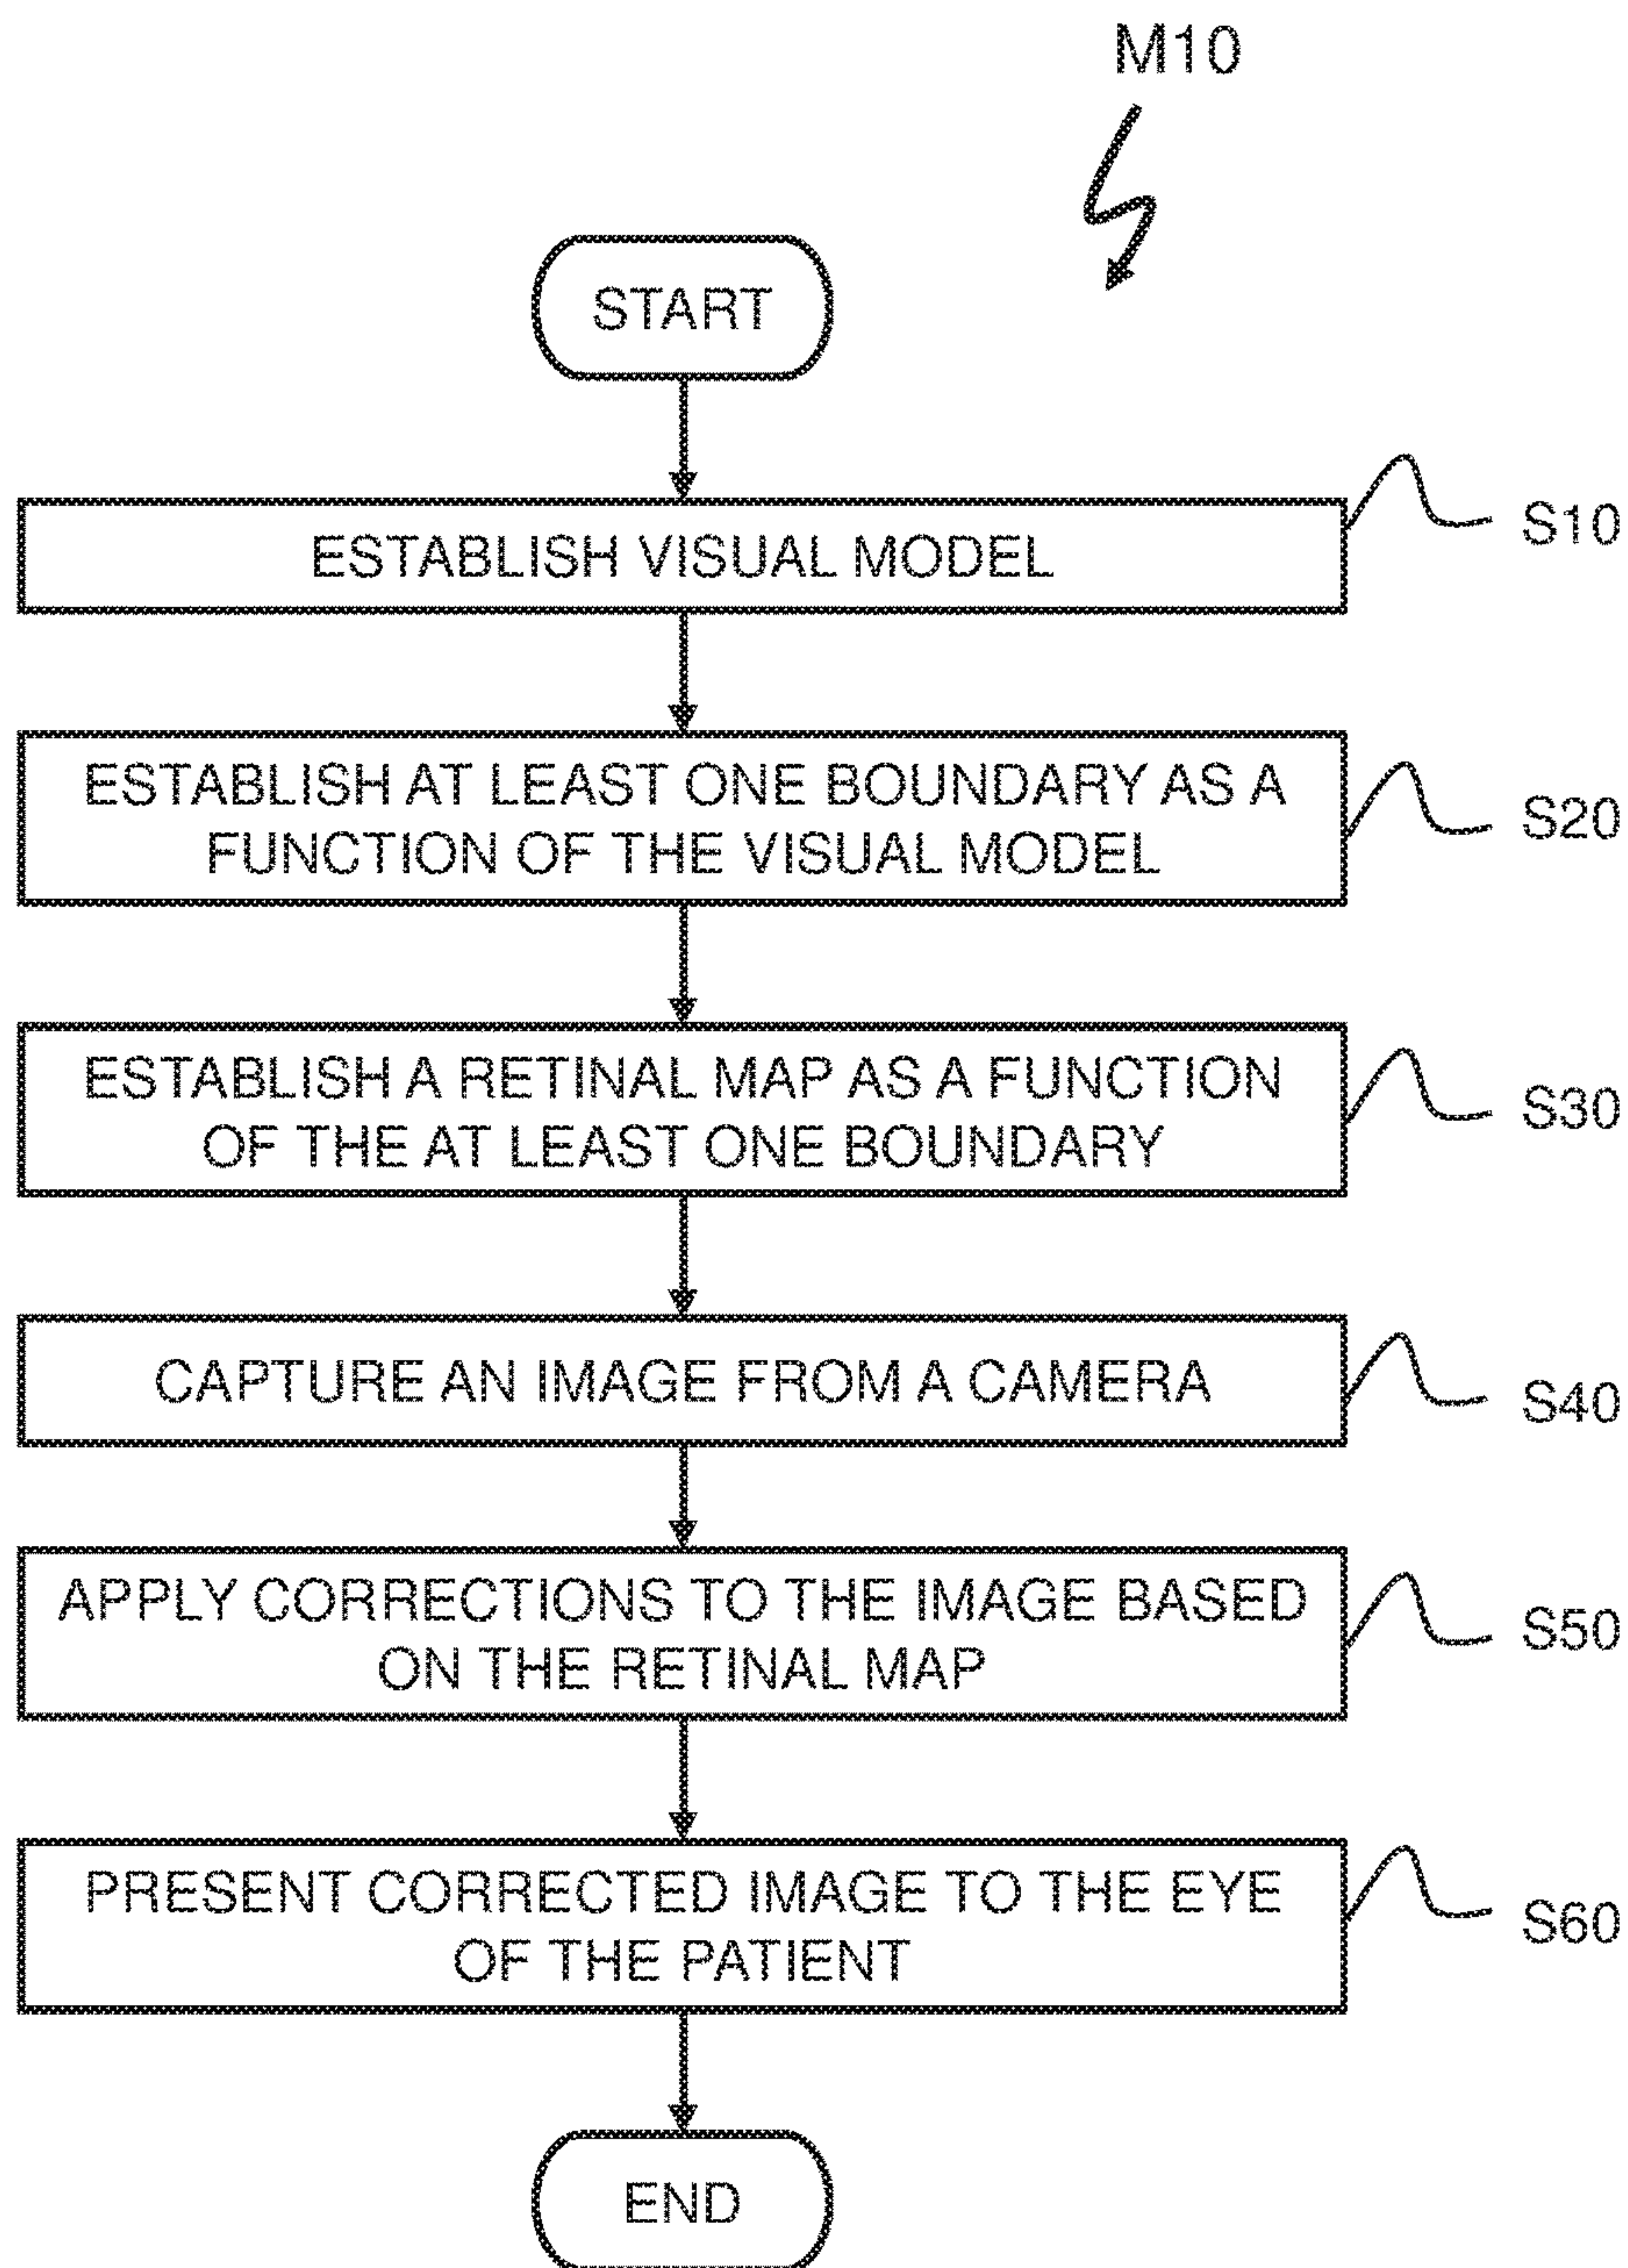 M10
START
ESTABLISH VISUAL MODEL
S10
ESTABLISH AT LEAST ONE BOUNDARY AS A
FUNCTION OF THE VISUAL MODEL
S20
ESTABLISH A RETINAL MAP AS A FUNCTION
OF THE AT LEAST ONE BOUNDARY
S30
CAPTURE AN IMAGE FROM A CAMERA
S40
APPLY CORRECTIONS TO THE IMAGE BASED
ON THE RETINAL MAP
S50
PRESENT CORRECTED IMAGE TO THE EYE
OF THE PATIENT
S60
END